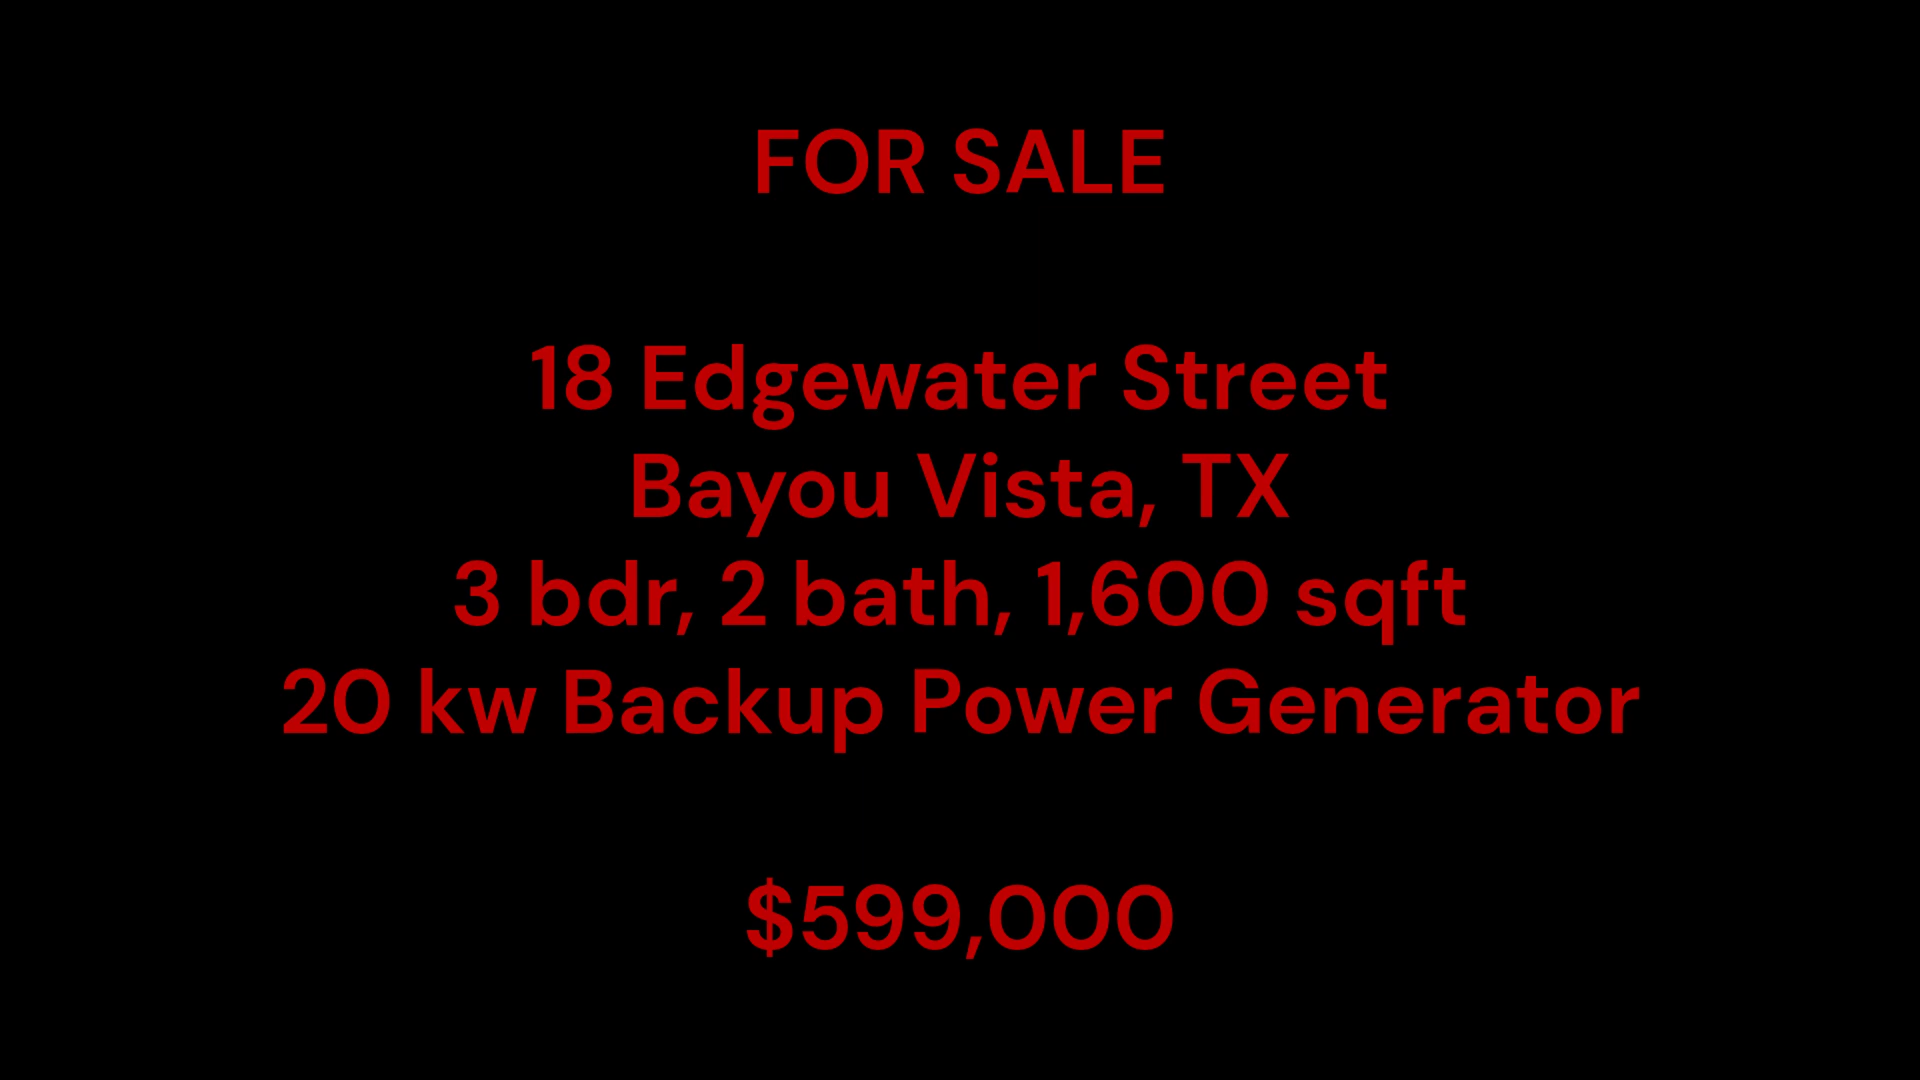 FOR SALE
18 Edgewater Street
Bayou Vista, TX
3 bdr, 2 bath, 1,600 sqft
20 kw Backup Power Generator
$599,000